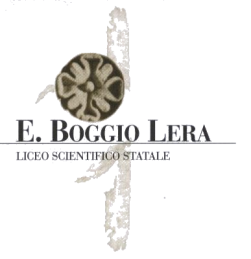 E. BOGGIO LERA
LICEO SCIENTIFICO STATALE